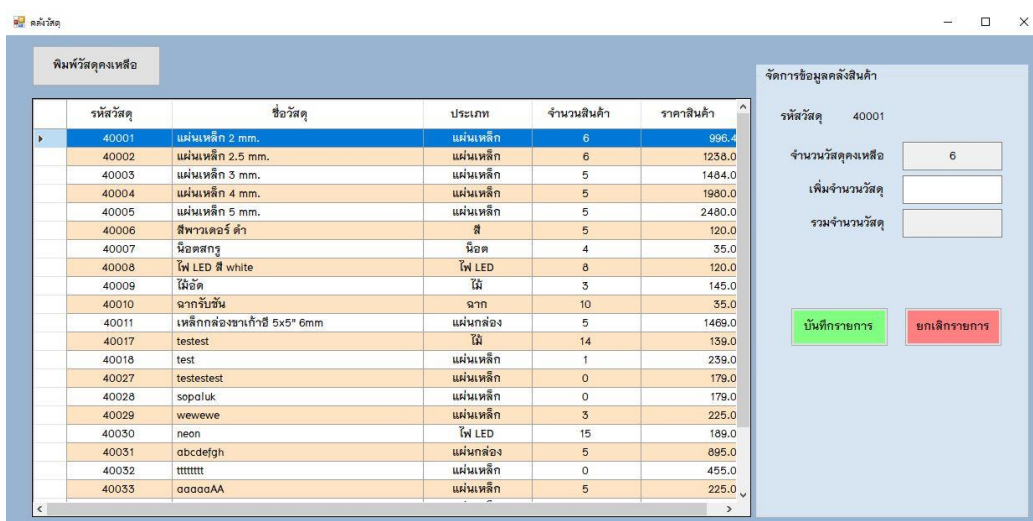 คลังวัสดุ
พิมพ์วัสดุคงเหลือ
รหัสวัสดุ ชื่อวัสดุ ประเภท จำนวนสินค้า ราคาสินค้า
40001 แผ่นเหล็ก 2 mm. แผ่นเหล็ก 6 996.4
40002 แผ่นเหล็ก 2.5 mm. แผ่นเหล็ก 6 1238.0
40003 แผ่นเหล็ก 3 mm. แผ่นเหล็ก 5 1484.0
40004 แผ่นเหล็ก 4 mm. แผ่นเหล็ก 5 1980.0
40005 แผ่นเหล็ก 5 mm. แผ่นเหล็ก 5 2480.0
40006 สีพาวเดอร์ ดำ สี 5 120.0
40007 น็อตสกรู น็อต 4 35.0
40008 ไฟ LED สี white ไฟ LED 8 120.0
40009 ไม้อัด ไม้ 3 145.0
40010 ฉากรับชัน ฉาก 10 35.0
40011 เหล็กกล่องขาเก้าอี 5x5" 6mm แผ่นกล่อง 5 1469.0
40017 testest ไม้ 14 139.0
40018 test แผ่นเหล็ก 1 239.0
40027 testestest แผ่นเหล็ก 0 179.0
40028 sopaluk แผ่นเหล็ก 0 179.0
40029 wewewe แผ่นเหล็ก 3 225.0
40030 neon ไฟ LED 15 189.0
40031 abcdefgh แผ่นกล่อง 5 895.0
40032 tttttttt แผ่นเหล็ก 0 455.0
40033 aaaaaAA แผ่นเหล็ก 5 225.0
จัดการข้อมูลคลังสินค้า
รหัสวัสดุ 40001
จำนวนวัสดุคงเหลือ 6
เพิ่มจำนวนวัสดุ
รวมจำนวนวัสดุ
บันทึกรายการ ยกเลิกรายการ